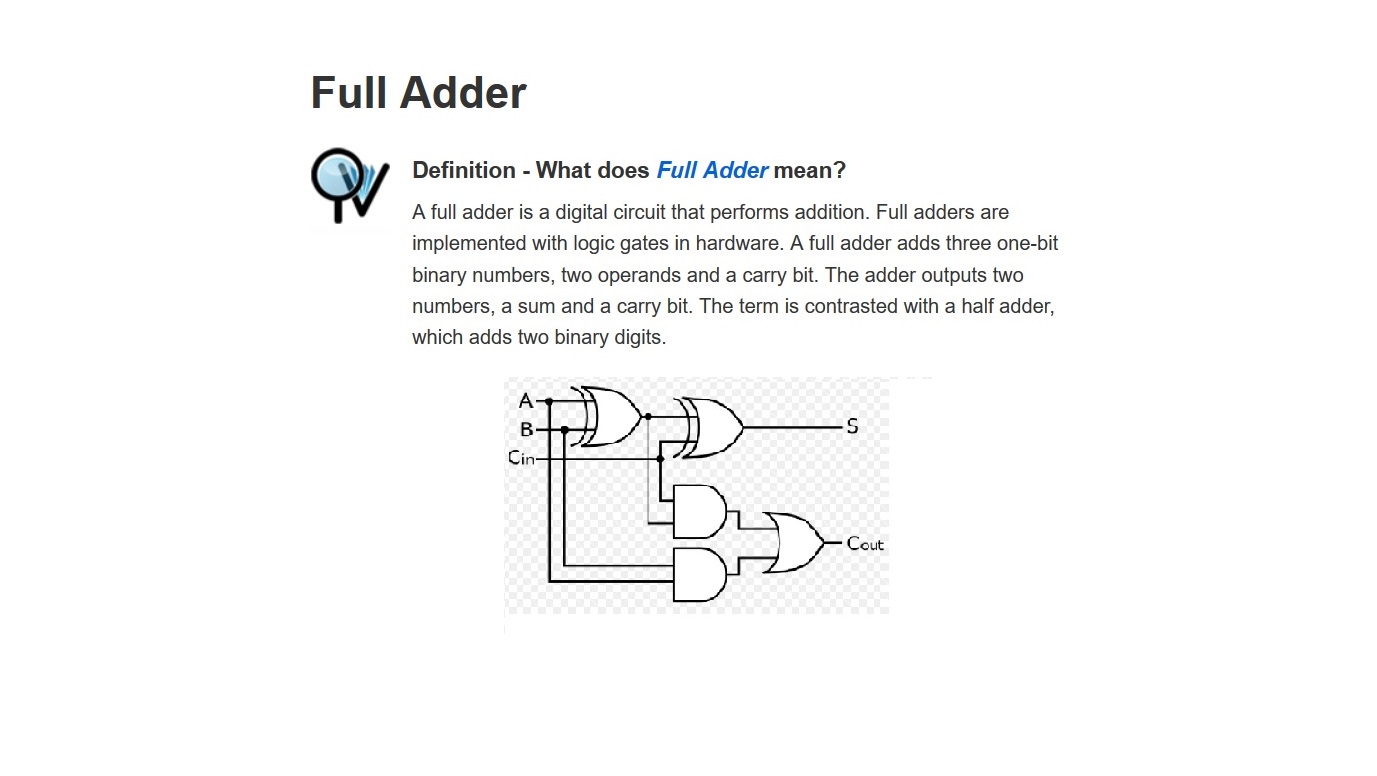 Full Adder
Definition - What does Full Adder mean?
A full adder is a digital circuit that performs addition. Full adders are
implemented with logic gates in hardware. A full adder adds three one-bit
binary numbers, two operands and a carry bit. The adder outputs two
numbers, a sum and a carry bit. The term is contrasted with a half adder,
which adds two binary digits.
A
B
Cin
S
Cout